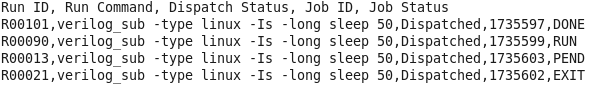 Run ID, Run Command, Dispatch Status, Job ID, Job Status
R00101,verilog_sub -type linux -Is -long sleep 50,Dispatched,1735597,DONE
R00090,verilog_sub -type linux -Is -long sleep 50,Dispatched,1735599,RUN
R00013,verilog_sub -type linux -Is -long sleep 50,Dispatched,1735603,PEND
R00021,verilog_sub -type linux -Is -long sleep 50,Dispatched,1735602,EXIT